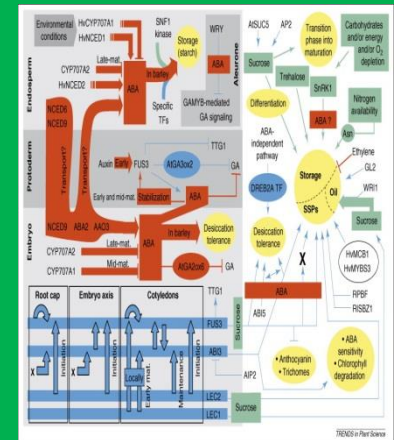 Environmental conditions
HvCYP707A1
HvNCED1
SNF1 kinase
Storage (starch)
WRY
ABA
Aleurone
Late-mat.
CYP707A2
HvNCED2
ABA
In barley
Specific TFs
GAMYB-mediated GA signaling
Endosperm
NCED6
NCED9
Transport?
Transport?
Protoderm
Auxin
Early
FUS3
AtGA3ox2
TTG1
GA
Early and mid-mat.
Stabilization
ABA
Embryo
NCED9
ABA2
AAO3
Late-mat.
CYP707A2
CYP707A1
Mid-mat.
ABA
In barley
Desiccation tolerance
AtGA2ox6
GA
Root cap
Embryo axis
Cotyledons
TTG1
X
Initiation
X
Initiation
Locally
Early mat.
Maintenance
Initiation
FUS3
ABI3
AIP2
LEC2
LEC1
Sucrose
Sucrose
AtSUC5
AP2
Sucrose
Transition phase into maturation
Carbohydrates and/or energy and/or O2 depletion
Trehalose
SnRK1
Differentiation
ABA ?
Nitrogen availability
Asn
ABA-independent pathway
DREB2A TF
Storage
SSPs
Oil
Ethylene
GL2
WRI1
Sucrose
Desiccation tolerance
X
HvMCB1
HvMYBS3
ABA
ABI5
RPBF
RISBZ1
• Anthocyanin
• Trichomes
• ABA sensitivity
• Chlorophyll degradation
TRENDS in Plant Science